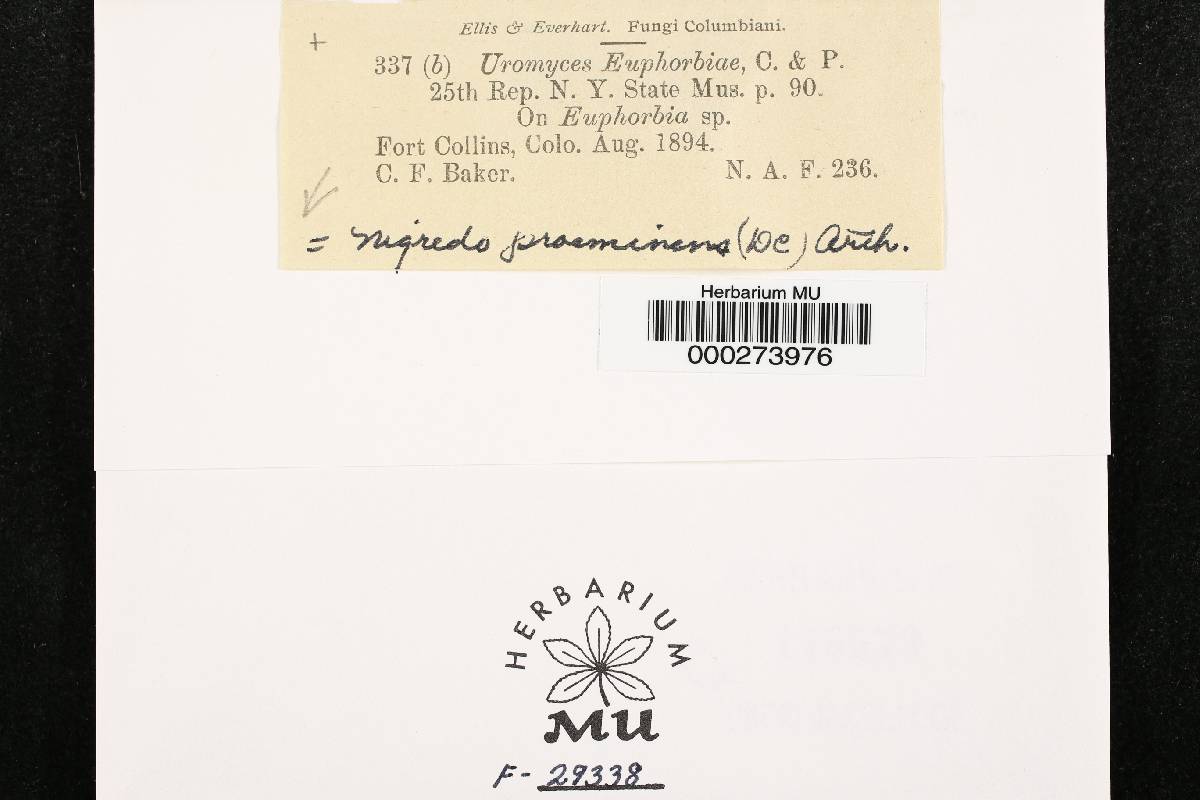 Ellis & Everhart. Fungi Columbiani.
+
337 (b) Uromyces Euphorbiae, C. & P.
25th Rep. N. Y. State Mus. p. 90.
On Euphorbia sp.
Fort Collins, Colo. Aug. 1894.
C. F. Baker. N. A. F. 236.
= Nigredo proeminens (DC) Arth.
Herbarium MU
000273976
HERBARIUM
MU
F- 29338